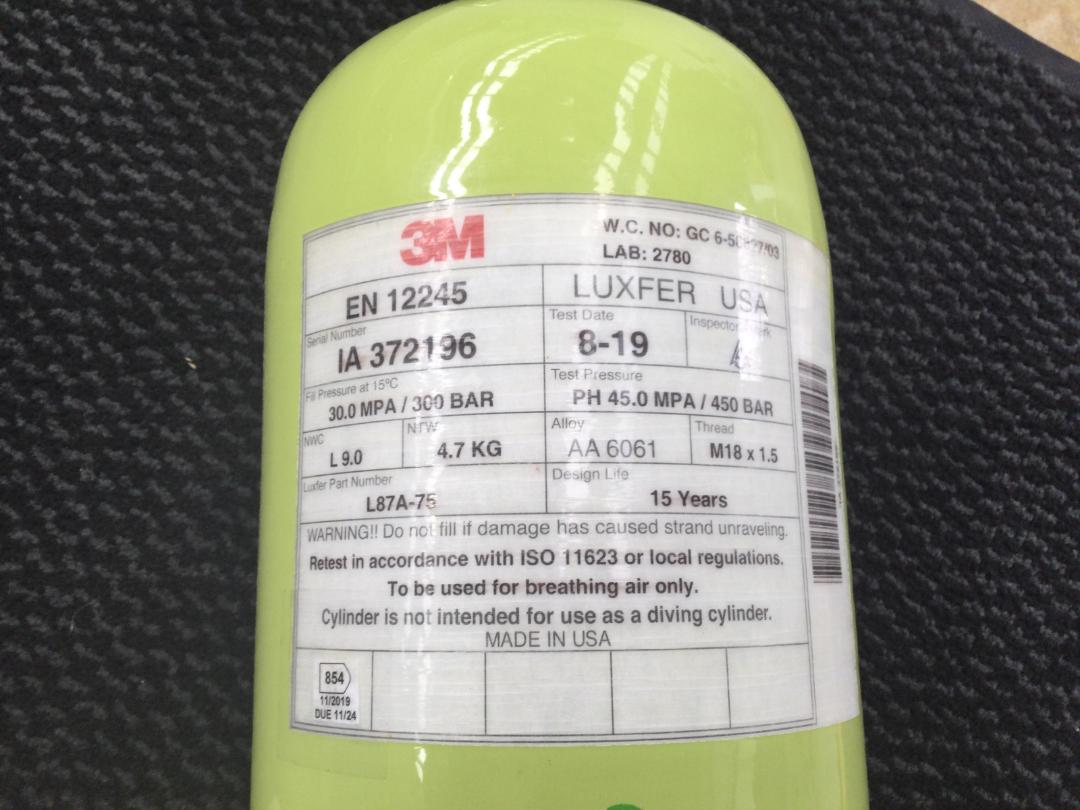 3M
W.C. NO: GC 6-5
LAB: 2780
EN 12245
LUXFER USA
Serial Number
IA 372196
Test Date
8-19
Inspector
Fill Pressure at 15ºC
30.0 MPA / 300 BAR
Test Pressure
PH 45.0 MPA / 450 BAR
NWC
L 9.0
NTW
4.7 KG
Alloy
AA 6061
Thread
M18 x 1.5
Luxfer Part Number
L87A-75
Design Life
15 Years
WARNING!! Do not fill if damage has caused strand unraveling.
Retest in accordance with ISO 11623 or local regulations.
To be used for breathing air only.
Cylinder is not intended for use as a diving cylinder.
MADE IN USA
854
11/2019
DUE 11/24